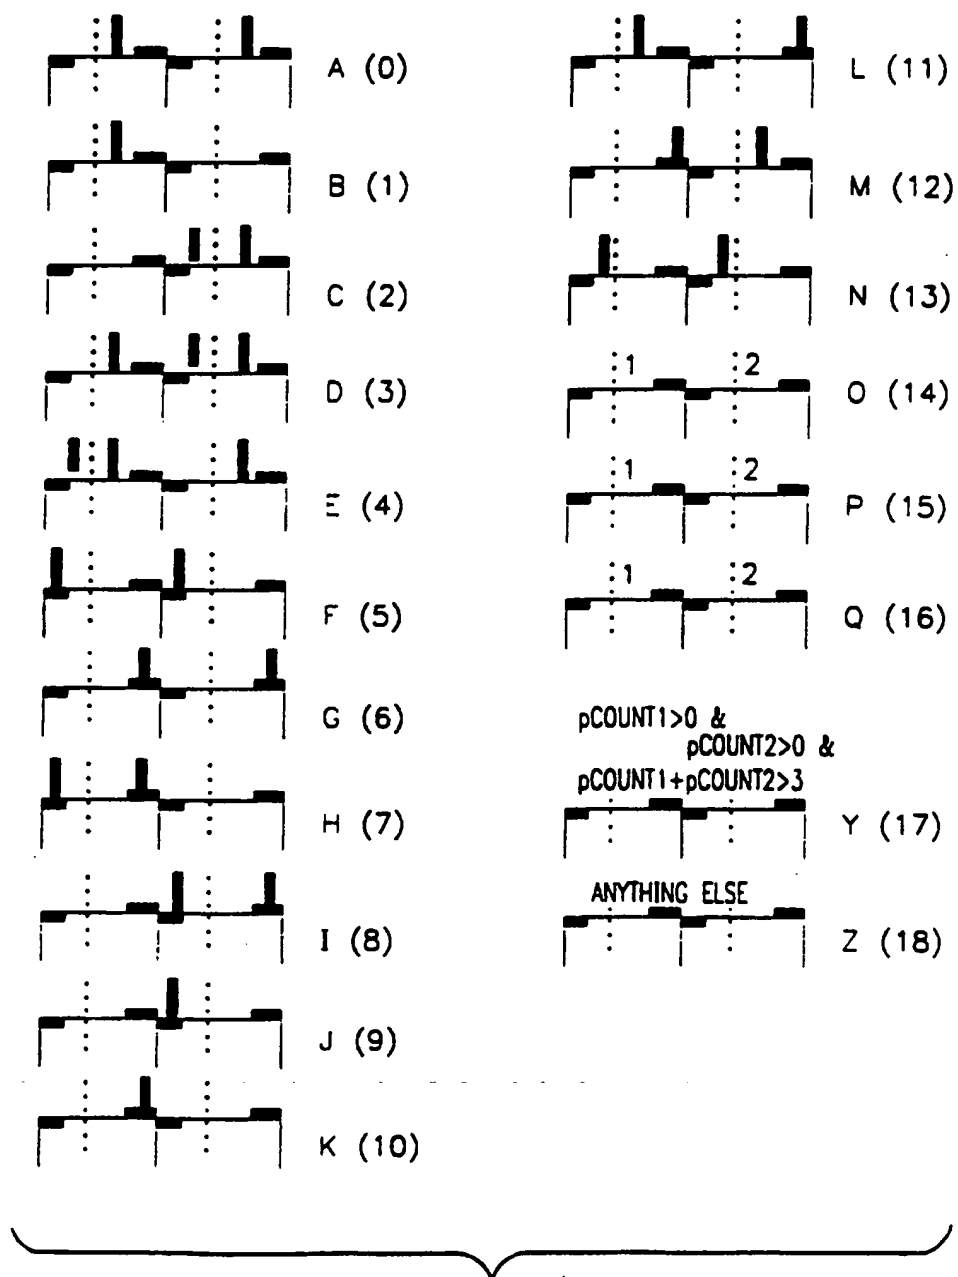 A (0)
B (1)
C (2)
D (3)
E (4)
F (5)
G (6)
H (7)
I (8)
J (9)
K (10)
L (11)
M (12)
N (13)
1 2
O (14)
1 2
P (15)
1 2
Q (16)
pCOUNT1>0 &
pCOUNT2>0 &
pCOUNT1+pCOUNT2>3
Y (17)
ANYTHING ELSE
Z (18)